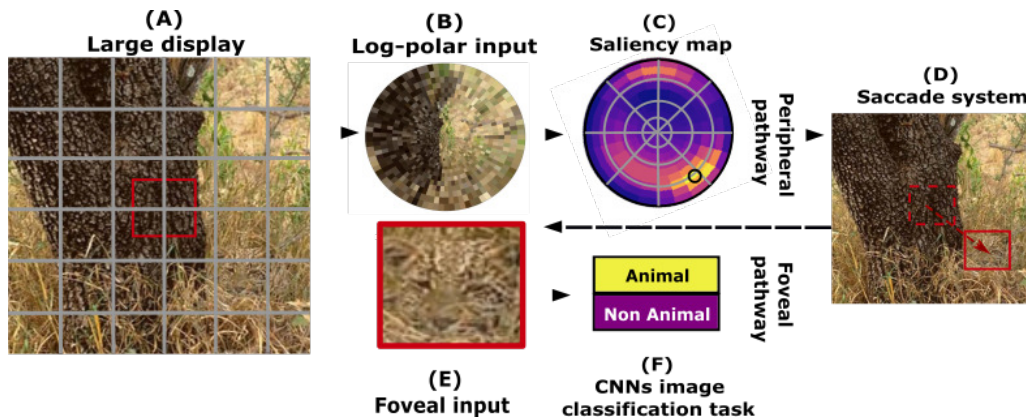 (A)
Large display
(B)
Log-polar input
(C)
Saliency map
Peripheral
pathway
(D)
Saccade system
(E)
Foveal input
Animal
Non Animal
Foveal
pathway
(F)
CNNs image
classification task